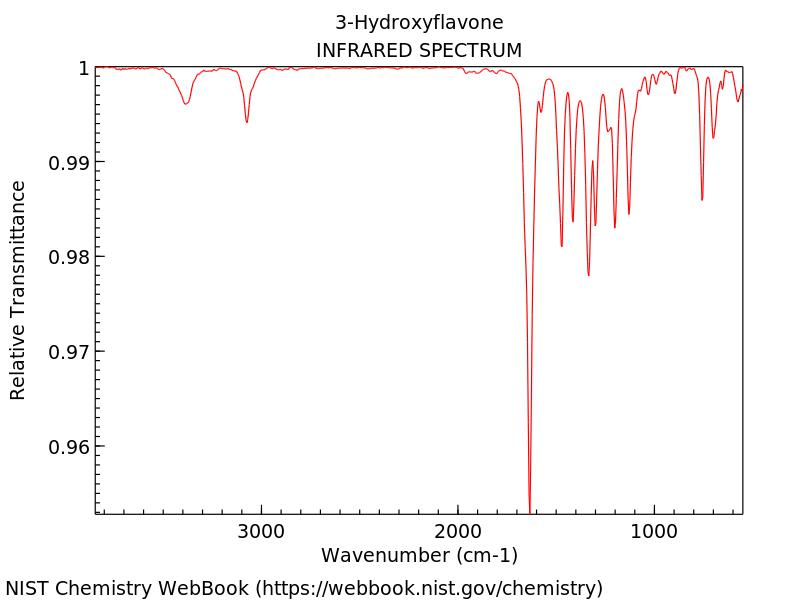 3-Hydroxyflavone
INFRARED SPECTRUM
1
0.99
0.98
0.97
0.96
Relative Transmittance
3000 2000 1000
Wavenumber (cm-1)
NIST Chemistry WebBook (https://webbook.nist.gov/chemistry)